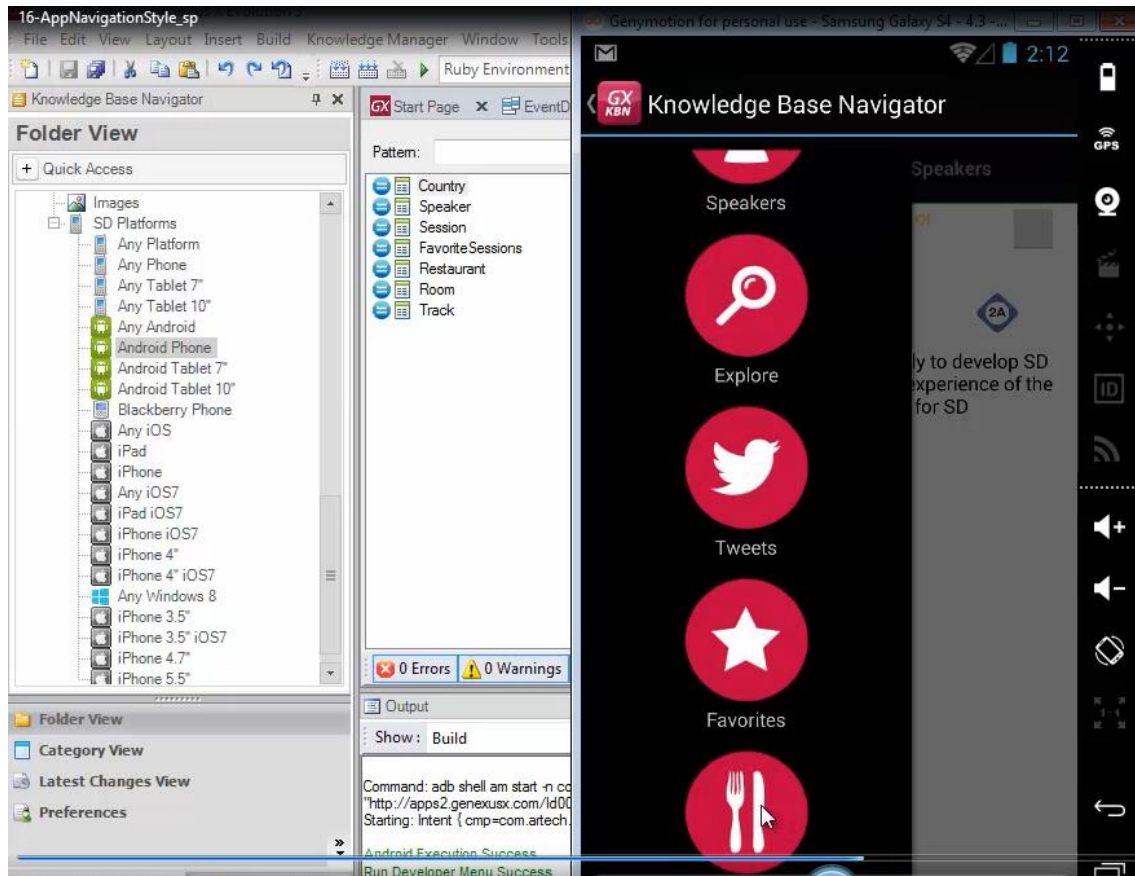 16-AppNavigationStyle_sp
File Edit View Layout Insert Build Knowledge Manager Window Tools
Ruby Environment
Knowledge Base Navigator
Folder View
Quick Access
Images
SD Platforms
Any Platform
Any Phone
Any Tablet 7"
Any Tablet 10"
Any Android
Android Phone
Android Tablet 7"
Android Tablet 10"
Blackberry Phone
Any iOS
iPad
iPhone
Any iOS7
iPad iOS7
iPhone iOS7
iPhone 4"
iPhone 4" iOS7
Any Windows 8
iPhone 3.5"
iPhone 3.5" iOS7
iPhone 4.7"
iPhone 5.5"
Folder View
Category View
Latest Changes View
Preferences
GX Start Page
EventD
Pattern:
Country
Speaker
Session
FavoriteSessions
Restaurant
Room
Track
0 Errors 0 Warnings
Output
Show: Build
Command: adb shell am start -n co
"http://apps2.genexusx.com/Id00
Starting: Intent { cmp=com.artech.
Android Execution Success
Run Developer Menu Success
Genymotion for personal use - Samsung Galaxy S4 - 4.3 -...
2:12
GX KBN Knowledge Base Navigator
Speakers
Explore
Tweets
Favorites
Speakers
2A
ly to develop SD
experience of the
for SD
GPS
ID
1:1